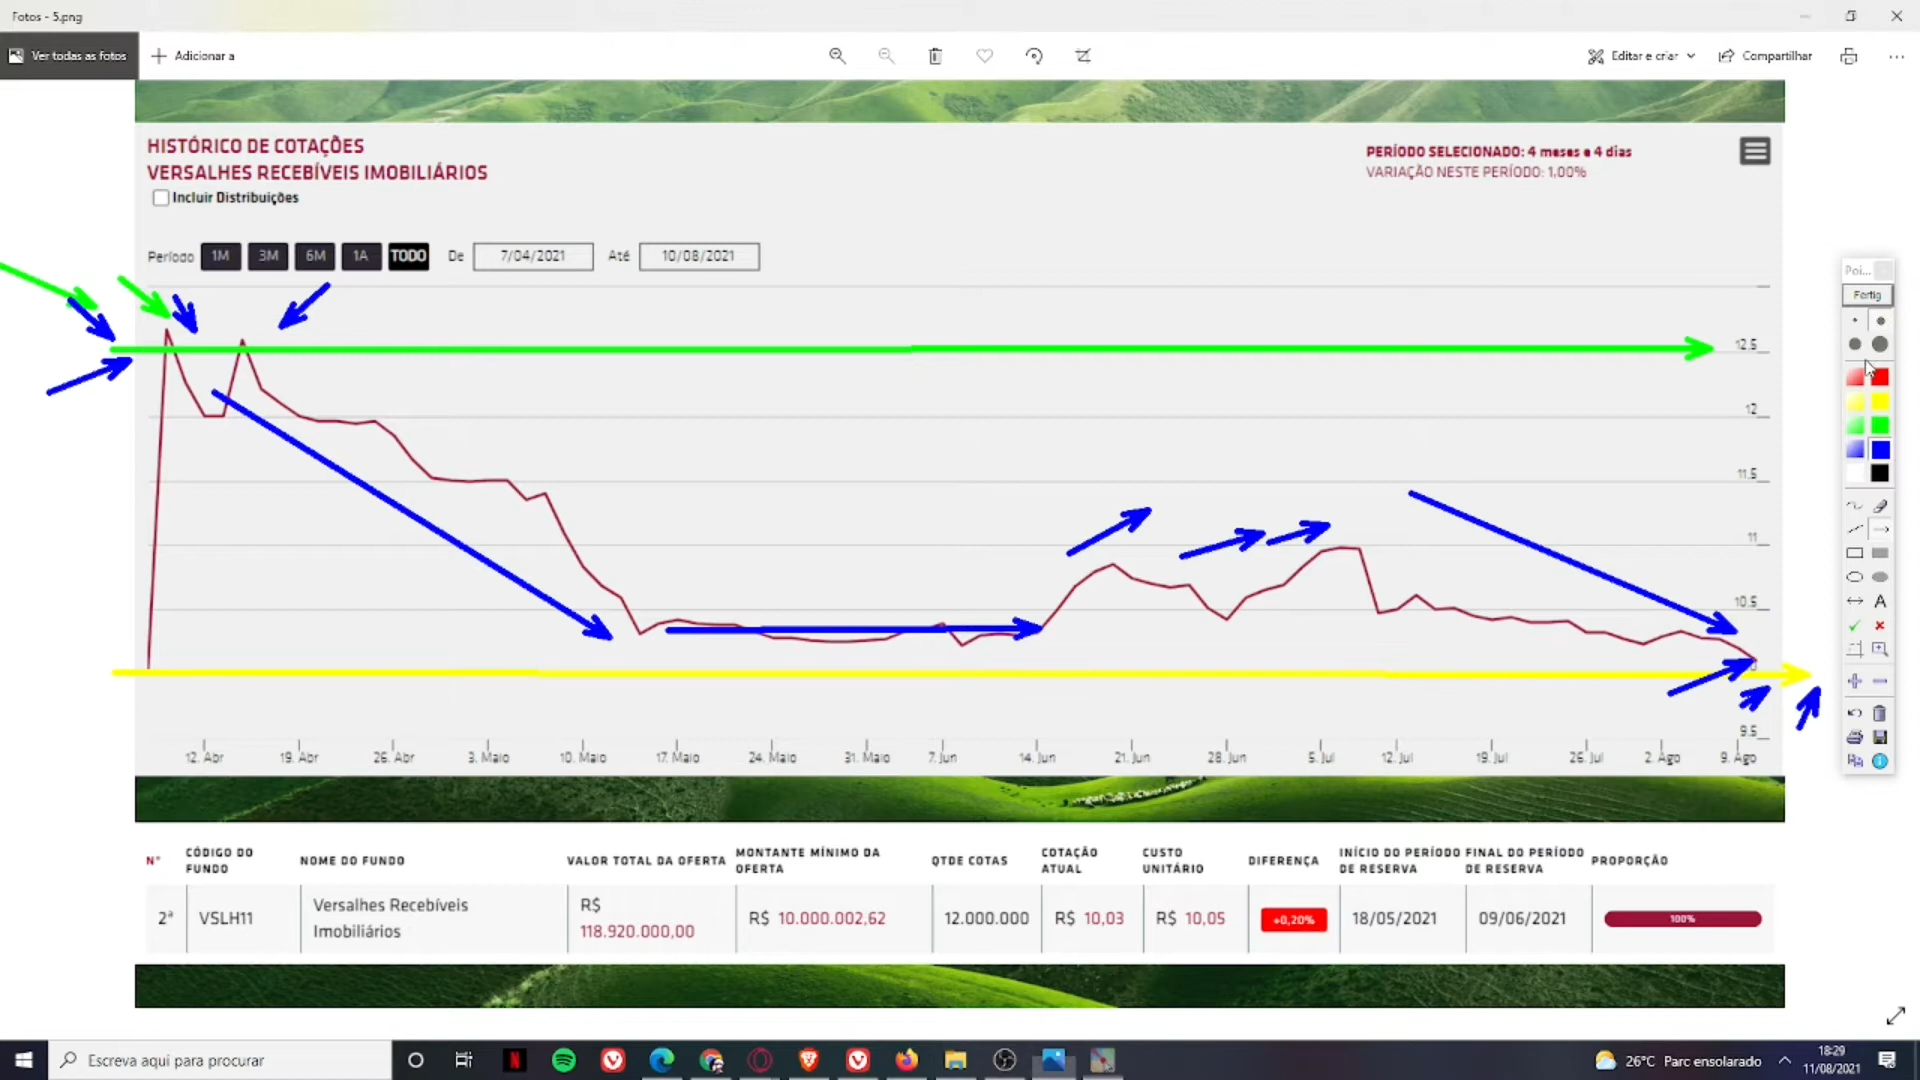 Fotos - 5.png
Ver todas as fotos
Adicionar a
Editar e criar
Compartilhar
HISTÓRICO DE COTAÇÕES
VERSALHES RECEBÍVEIS IMOBILIÁRIOS
Incluir Distribuições
PERÍODO SELECIONADO: 4 meses e 4 dias
VARIAÇÃO NESTE PERÍODO: 1,00%
Período 1M 3M 6M 1A TODO De 7/04/2021 Até 10/08/2021
Poi...
Fertig
12.5
12
11.5
11
10.5
9.5
12. Abr 19. Abr 26. Abr 3. Maio 10. Maio 17. Maio 24. Maio 31. Maio 7. Jun 14. Jun 21. Jun 28. Jun 5. Jul 12. Jul 19. Jul 26. Jul 2. Ago 9. Ago
N° CÓDIGO DO FUNDO NOME DO FUNDO VALOR TOTAL DA OFERTA MONTANTE MÍNIMO DA OFERTA QTDE COTAS COTAÇÃO ATUAL CUSTO UNITÁRIO DIFERENÇA INÍCIO DO PERÍODO DE RESERVA FINAL DO PERÍODO DE RESERVA PROPORÇÃO
2ª VSLH11 Versalhes Recebíveis Imobiliários R$ 118.920.000,00 R$ 10.000.002,62 12.000.000 R$ 10,03 R$ 10,05 +0,20% 18/05/2021 09/06/2021 100%
Escreva aqui para procurar
26°C Parc ensolarado
18:29
11/08/2021